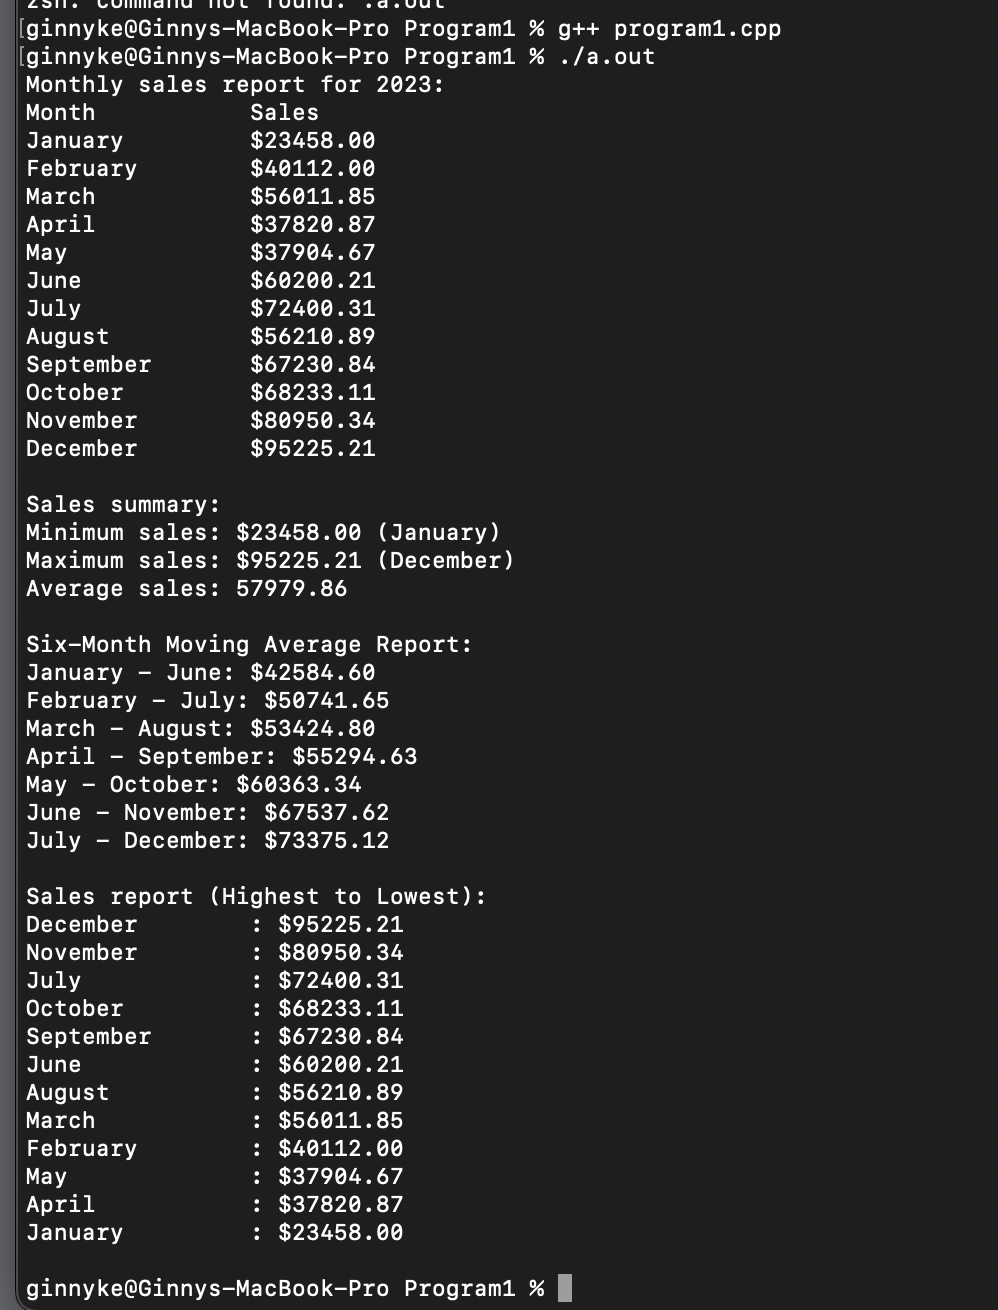 zsh: command not found: .a.out
[ginnyke@Ginnys-MacBook-Pro Program1 % g++ program1.cpp
[ginnyke@Ginnys-MacBook-Pro Program1 % ./a.out
Monthly sales report for 2023:
Month Sales
January $23458.00
February $40112.00
March $56011.85
April $37820.87
May $37904.67
June $60200.21
July $72400.31
August $56210.89
September $67230.84
October $68233.11
November $80950.34
December $95225.21
Sales summary:
Minimum sales: $23458.00 (January)
Maximum sales: $95225.21 (December)
Average sales: 57979.86
Six-Month Moving Average Report:
January - June: $42584.60
February - July: $50741.65
March - August: $53424.80
April - September: $55294.63
May - October: $60363.34
June - November: $67537.62
July - December: $73375.12
Sales report (Highest to Lowest):
December : $95225.21
November : $80950.34
July : $72400.31
October : $68233.11
September : $67230.84
June : $60200.21
August : $56210.89
March : $56011.85
February : $40112.00
May : $37904.67
April : $37820.87
January : $23458.00
ginnyke@Ginnys-MacBook-Pro Program1 %